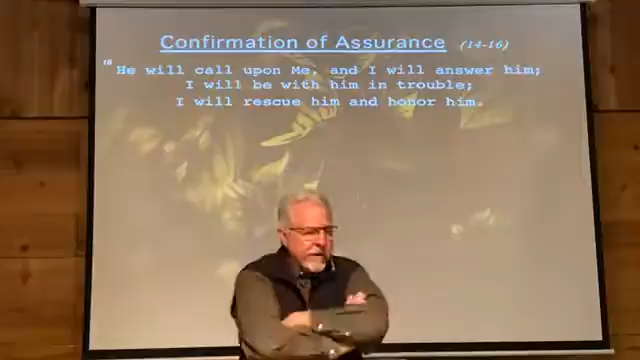 Confirmation of Assurance (14-16)
15 He will call upon Me, and I will answer him;
I will be with him in trouble;
I will rescue him and honor him.